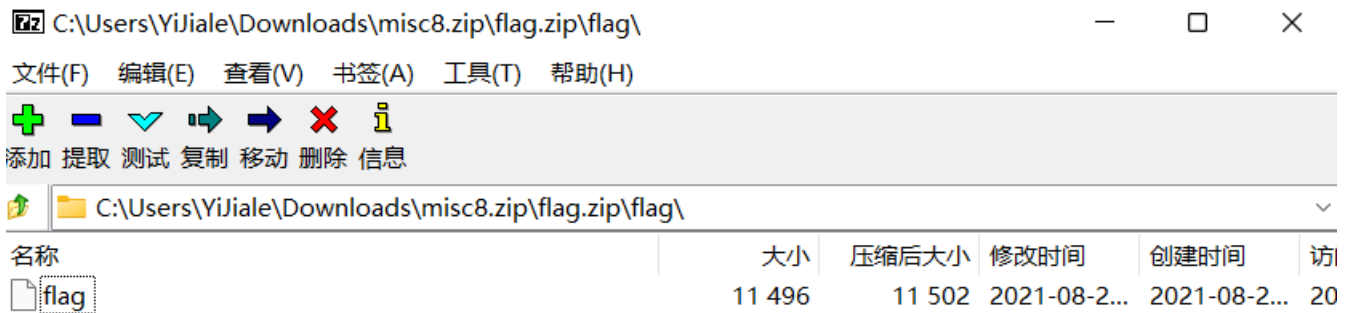 C:\Users\YiJiale\Downloads\misc8.zip\flag.zip\flag\
文件(F) 编辑(E) 查看(V) 书签(A) 工具(T) 帮助(H)
添加 提取 测试 复制 移动 删除 信息
C:\Users\YiJiale\Downloads\misc8.zip\flag.zip\flag\
名称 大小 压缩后大小 修改时间 创建时间 访
flag 11 496 11 502 2021-08-2... 2021-08-2... 20